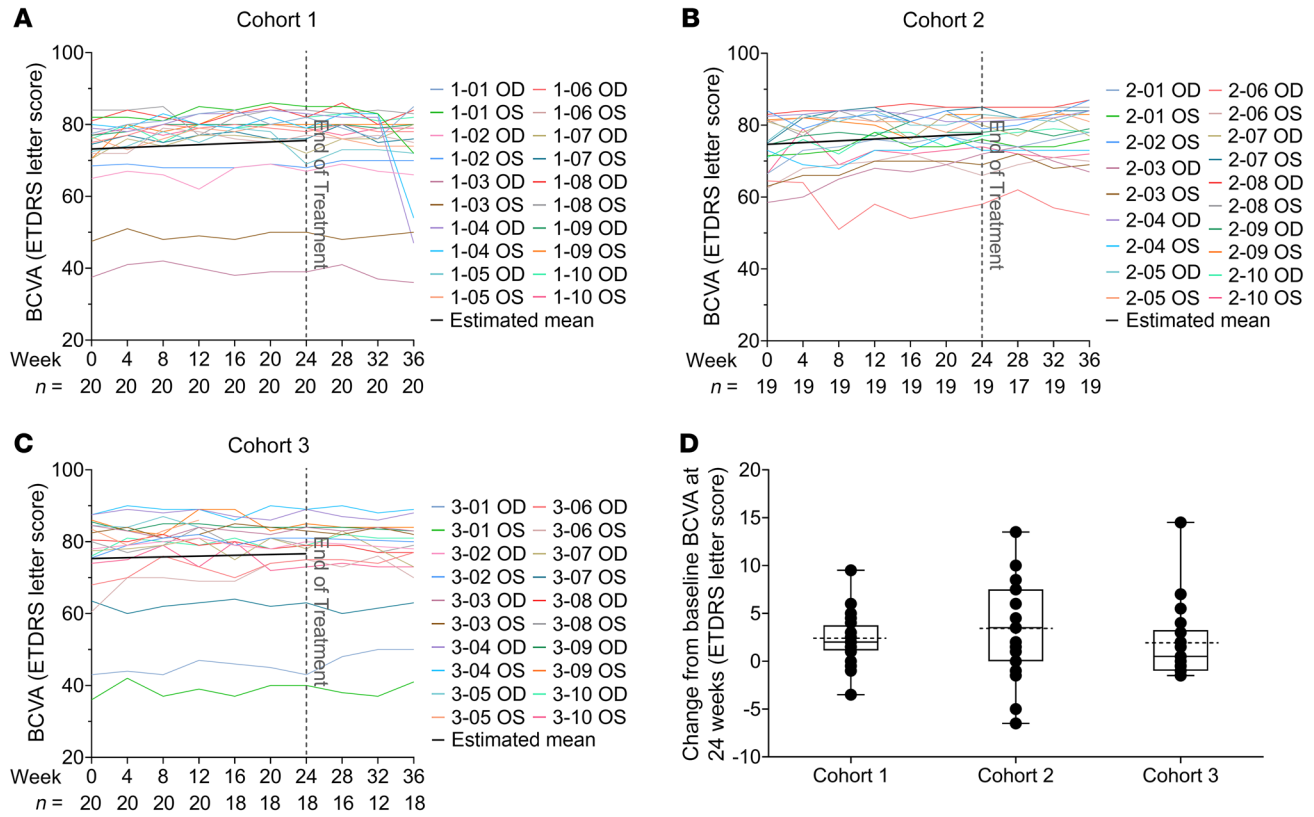 A
Cohort 1
BCVA (ETDRS letter score)
100
80
60
40
20
End of Treatment
1-01 OD 1-06 OD
1-01 OS 1-06 OS
1-02 OD 1-07 OD
1-02 OS 1-07 OS
1-03 OD 1-08 OD
1-03 OS 1-08 OS
1-04 OD 1-09 OD
1-04 OS 1-09 OS
1-05 OD 1-10 OD
1-05 OS 1-10 OS
Estimated mean
Week 0 4 8 12 16 20 24 28 32 36
n = 20 20 20 20 20 20 20 20 20 20
B
Cohort 2
BCVA (ETDRS letter score)
100
80
60
40
20
End of Treatment
2-01 OD 2-06 OD
2-01 OS 2-06 OS
2-02 OS 2-07 OD
2-03 OD 2-07 OS
2-03 OS 2-08 OD
2-04 OD 2-08 OS
2-04 OS 2-09 OD
2-05 OD 2-09 OS
2-05 OS 2-10 OD
2-10 OS
Estimated mean
Week 0 4 8 12 16 20 24 28 32 36
n = 19 19 19 19 19 19 19 17 19 19
C
Cohort 3
BCVA (ETDRS letter score)
100
80
60
40
20
End of Treatment
3-01 OD 3-06 OD
3-01 OS 3-06 OS
3-02 OD 3-07 OD
3-02 OS 3-07 OS
3-03 OD 3-08 OD
3-03 OS 3-08 OS
3-04 OD 3-09 OD
3-04 OS 3-09 OS
3-05 OD 3-10 OD
3-05 OS 3-10 OS
Estimated mean
Week 0 4 8 12 16 20 24 28 32 36
n = 20 20 20 20 18 18 18 16 12 18
D
Change from baseline BCVA at
24 weeks (ETDRS letter score)
20
15
10
5
0
-5
-10
Cohort 1 Cohort 2 Cohort 3